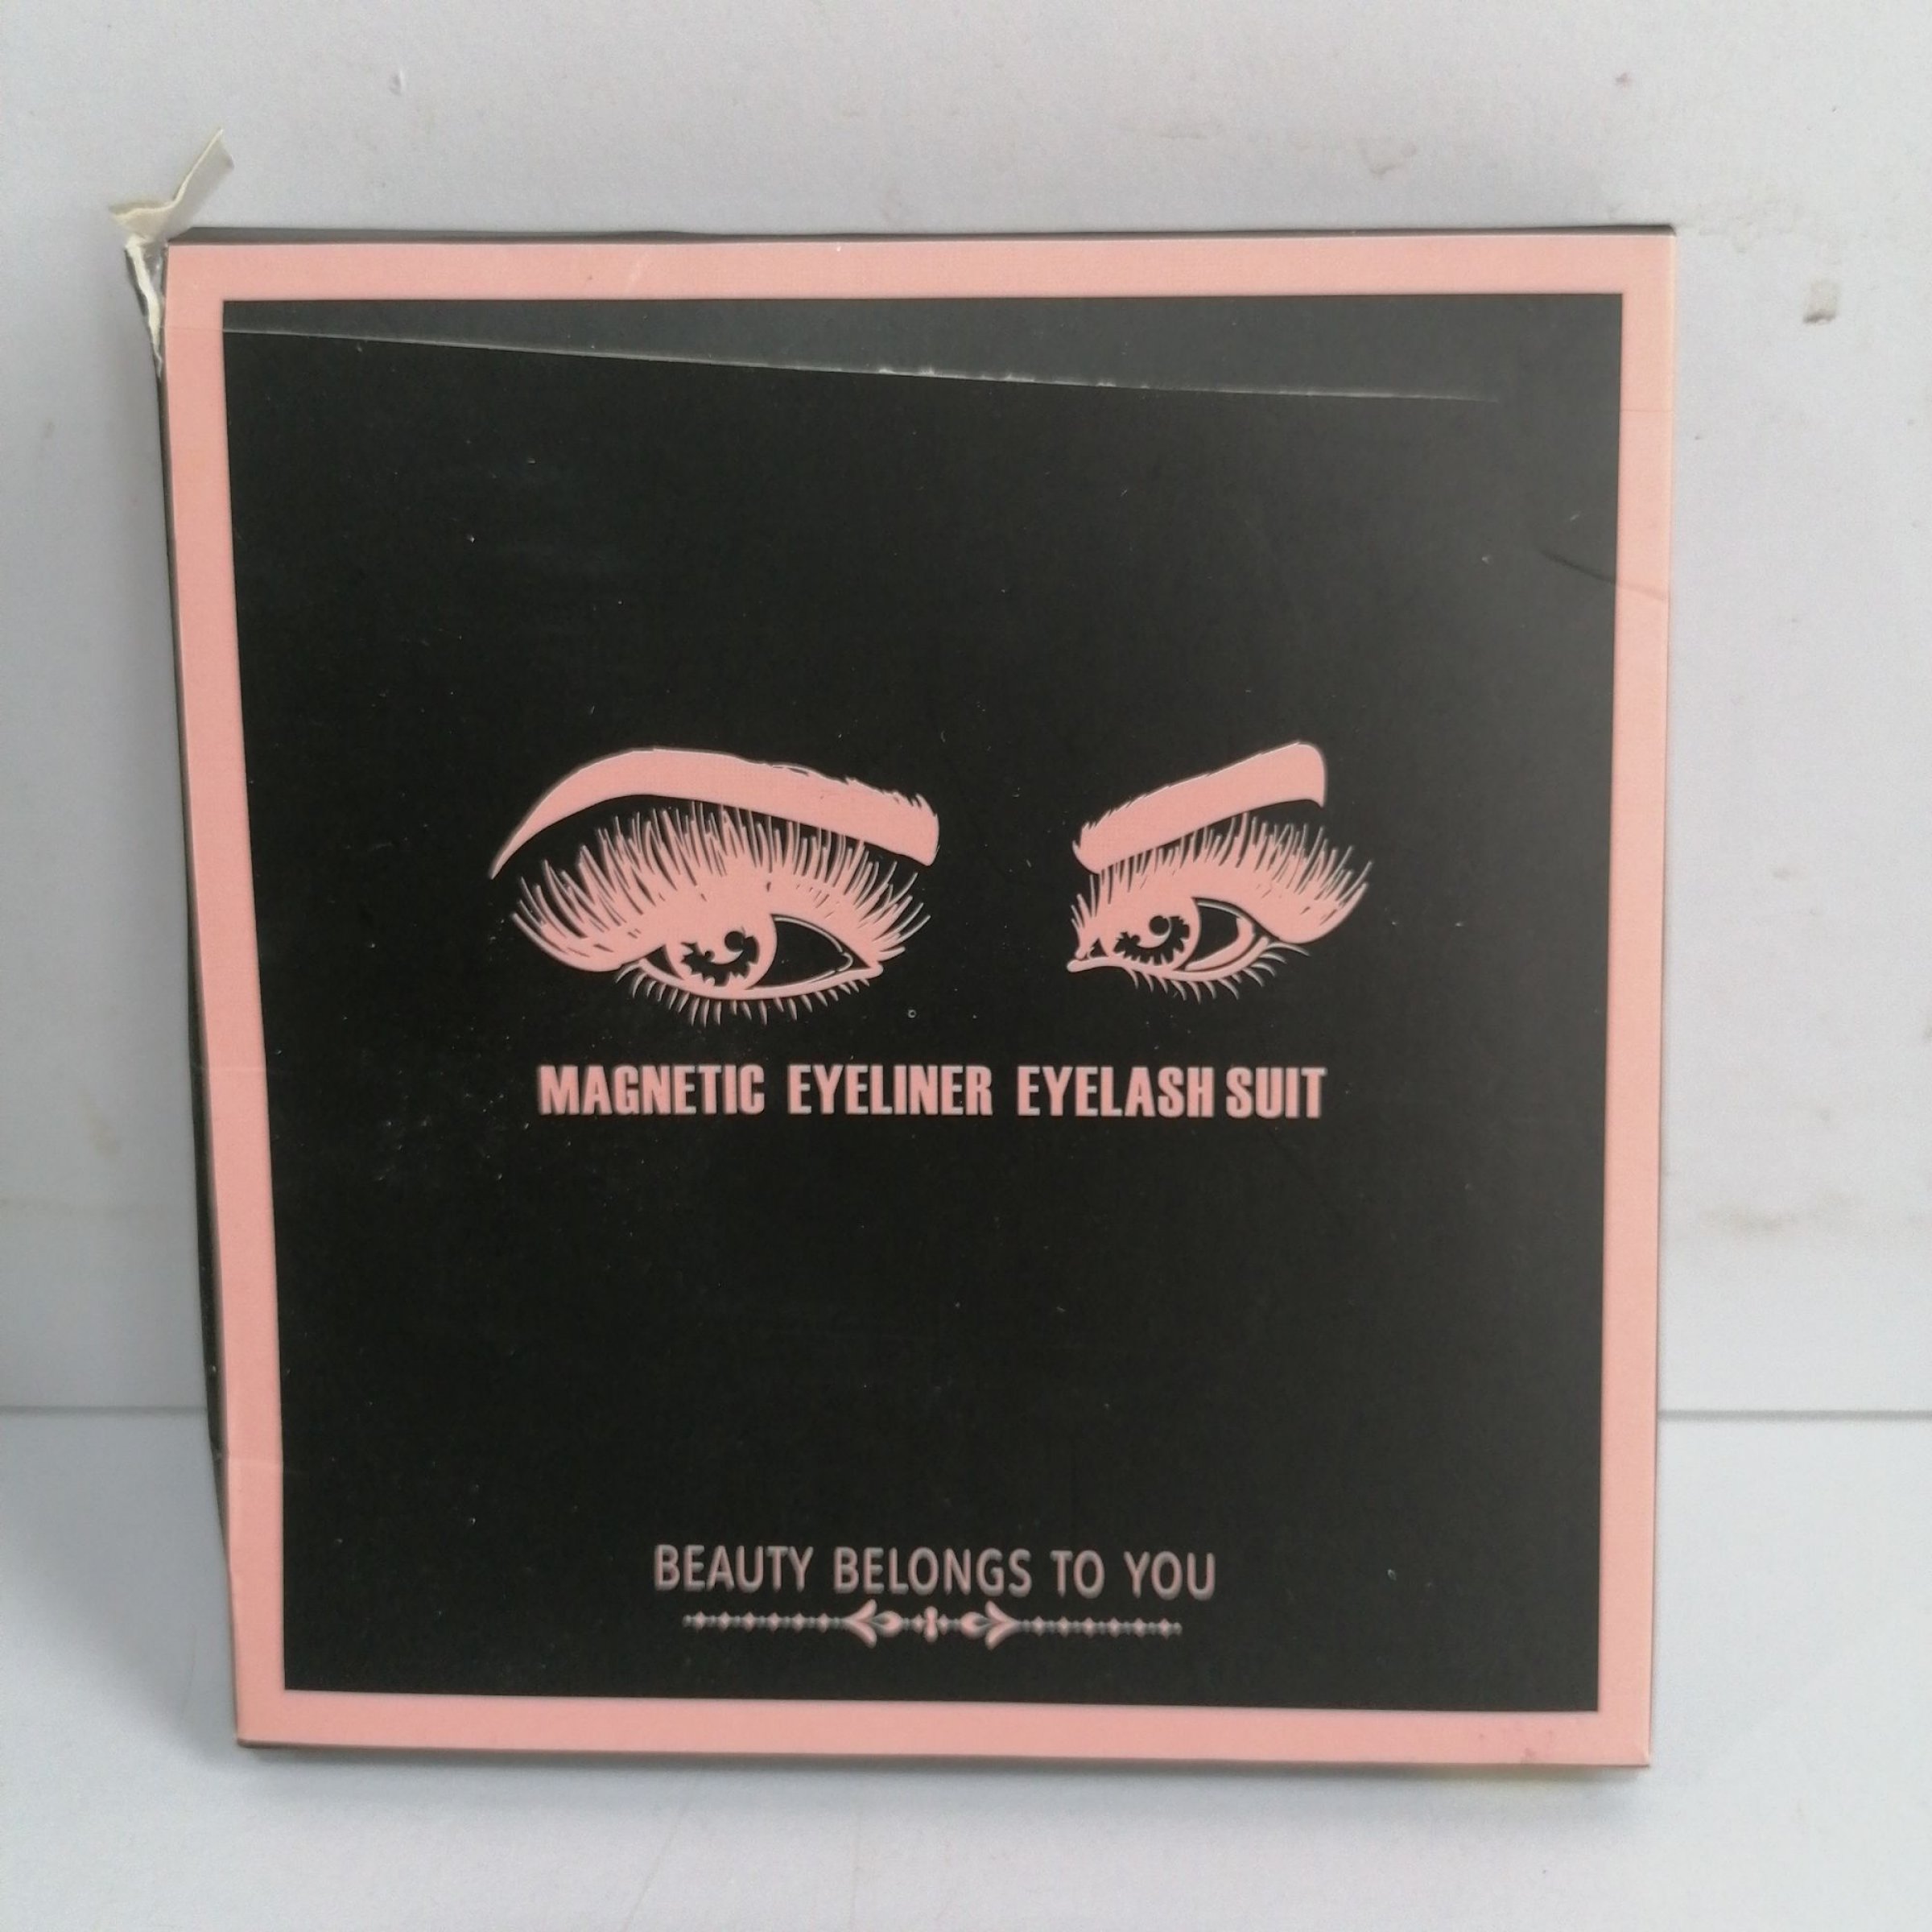 MAGNETIC EYELINER EYELASH SUIT
BEAUTY BELONGS TO YOU